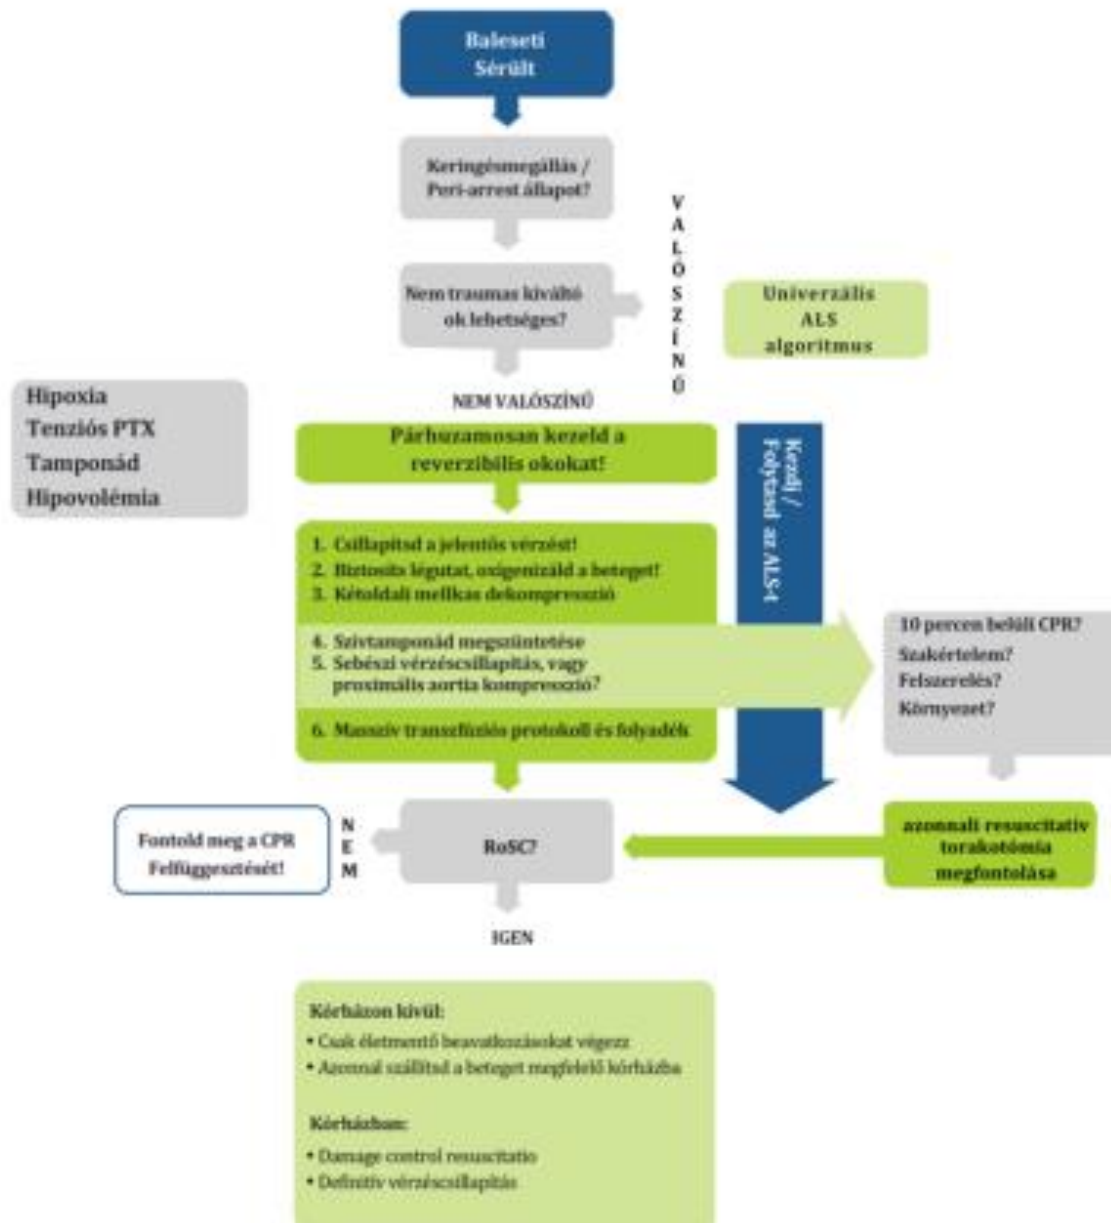 Baleseti
Sérült
Keringésmegállás /
Peri-arrest állapot?
Nem traumas kiváltó
ok lehetséges?
VALÓSZÍNŰ
Univerzális
ALS
algoritmus
NEM VALÓSZÍNŰ
Hipoxia
Tenziós PTX
Tamponád
Hipovolémia
Párhuzamosan kezeld a
reverzibilis okokat!
Kezdj /
Folytasd az ALS-t
1. Csillapítsd a jelentős vérzést!
2. Biztosíts légutat, oxigenizáld a beteget!
3. Kétoldali mellkas dekompresszió
4. Szívtamponád megszüntetése
5. Sebészi vérzéscsillapítás, vagy
proximális aortia kompresszió?
6. Masszív transzfúziós protokoll és folyadék
10 percen belüli CPR?
Szakértelem?
Felszerelés?
Környezet?
azonnali resuscitativ
torakotómia
megfontolása
RoSC?
NEM
Fontold meg a CPR
Felfüggesztését!
IGEN
Kórházon kívül:
• Csak életmentő beavatkozásokat végezz
• Azonnal szállítsd a beteget megfelelő kórházba
Kórházban:
• Damage control resuscitatio
• Definitív vérzéscsillapítás